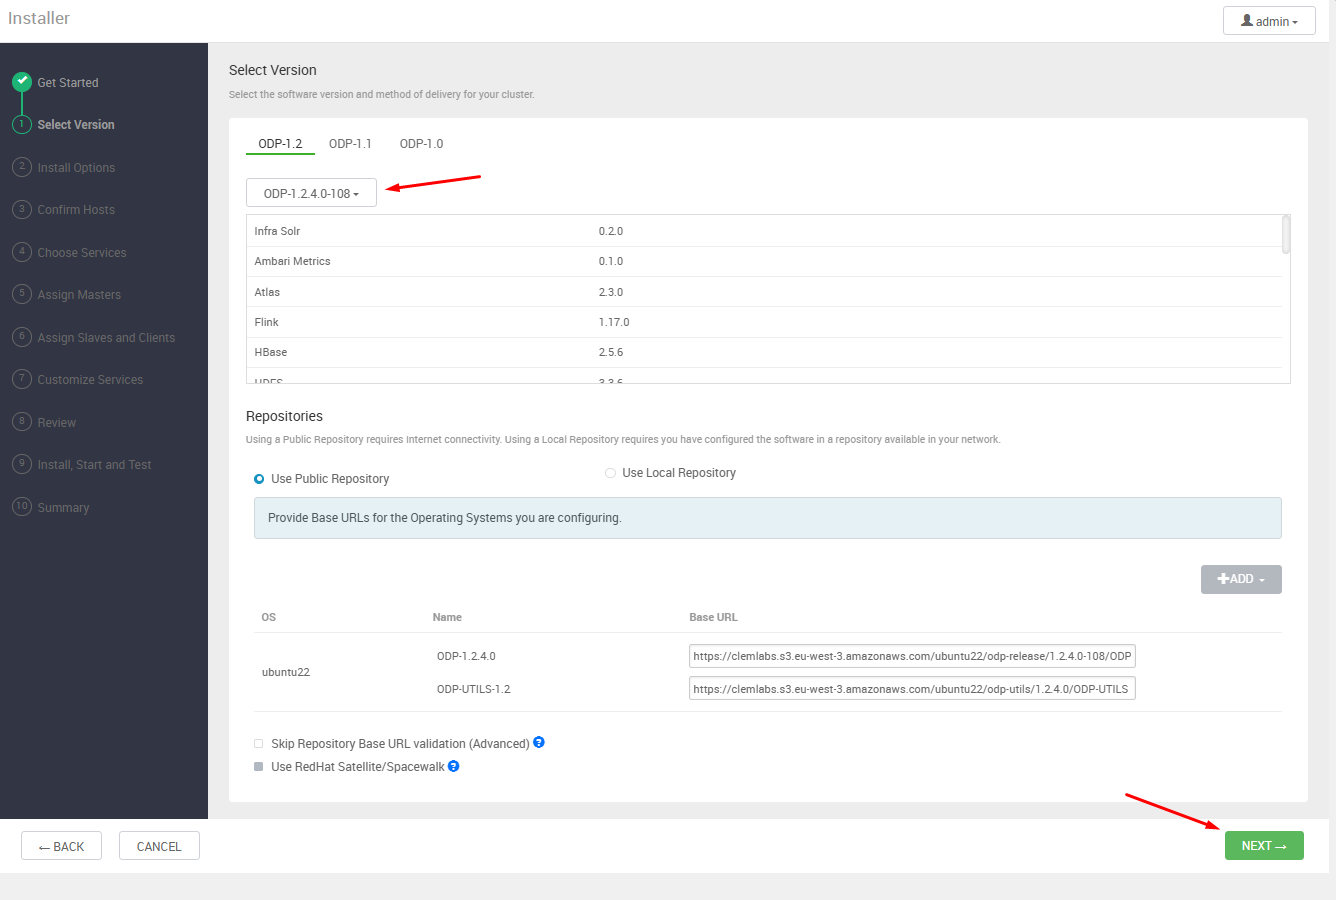 Installer
admin
Get Started
1 Select Version
2 Install Options
3 Confirm Hosts
4 Choose Services
5 Assign Masters
6 Assign Slaves and Clients
7 Customize Services
8 Review
9 Install, Start and Test
10 Summary
Select Version
Select the software version and method of delivery for your cluster.
ODP-1.2 ODP-1.1 ODP-1.0
ODP-1.2.4.0-108
Infra Solr 0.2.0
Ambari Metrics 0.1.0
Atlas 2.3.0
Flink 1.17.0
HBase 2.5.6
HDFS 3.3.6
Repositories
Using a Public Repository requires Internet connectivity. Using a Local Repository requires you have configured the software in a repository available in your network.
Use Public Repository Use Local Repository
Provide Base URLs for the Operating Systems you are configuring.
+ADD
OS Name Base URL
ubuntu22
ODP-1.2.4.0 https://clemlabs.s3.eu-west-3.amazonaws.com/ubuntu22/odp-release/1.2.4.0-108/ODP
ODP-UTILS-1.2 https://clemlabs.s3.eu-west-3.amazonaws.com/ubuntu22/odp-utils/1.2.4.0/ODP-UTILS
Skip Repository Base URL validation (Advanced) ?
Use RedHat Satellite/Spacewalk ?
← BACK CANCEL NEXT →